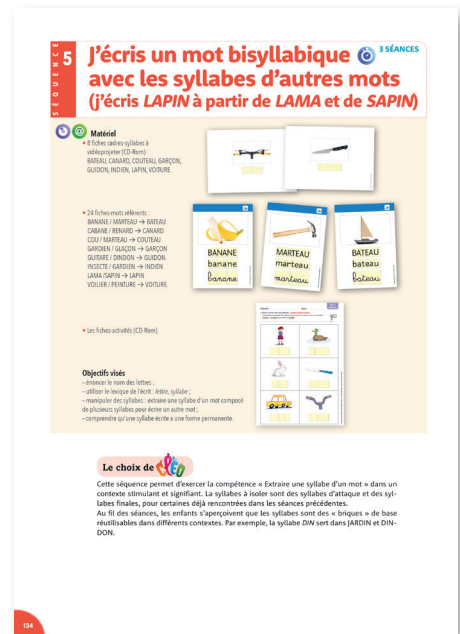 SÉQUENCE
5
J'écris un mot bisyllabique
3 SÉANCES
avec les syllabes d'autres mots
(j'écris LAPIN à partir de LAMA et de SAPIN)
Matériel
• 8 fiches cadres-syllabes à
vidéoprojeter (CD-Rom) :
BATEAU, CANARD, COUTEAU, GARÇON,
GUIDON, INDIEN, LAPIN, VOITURE.
• 24 fiches-mots référents :
BANANE / MARTEAU → BATEAU
CABANE / RENARD → CANARD
COU / MARTEAU → COUTEAU
GARDIEN / GLAÇON → GARÇON
GUITARE / DINDON → GUIDON
INSECTE / GARDIEN → INDIEN
LAMA /SAPIN → LAPIN
VOILIER / PEINTURE → VOITURE.
BANANE
banane
banane
MARTEAU
marteau
marteau
BATEAU
bateau
bateau
• Les fiches-activités (CD-Rom).
Objectifs visés
– énoncer le nom des lettres ;
– utiliser le lexique de l'écrit : lettre, syllabe ;
– manipuler des syllabes : extraire une syllabe d'un mot composé
de plusieurs syllabes pour écrire un autre mot ;
– comprendre qu'une syllabe écrite a une forme permanente.
Le choix de
Cette séquence permet d'exercer la compétence « Extraire une syllabe d'un mot » dans un
contexte stimulant et signifiant. La syllabes à isoler sont des syllabes d'attaque et des syl-
labes finales, pour certaines déjà rencontrées dans les séances précédentes.
Au fil des séances, les enfants s'aperçoivent que les syllabes sont des « briques » de base
réutilisables dans différents contextes. Par exemple, la syllabe DIN sert dans JARDIN et DIN-
DON.
134